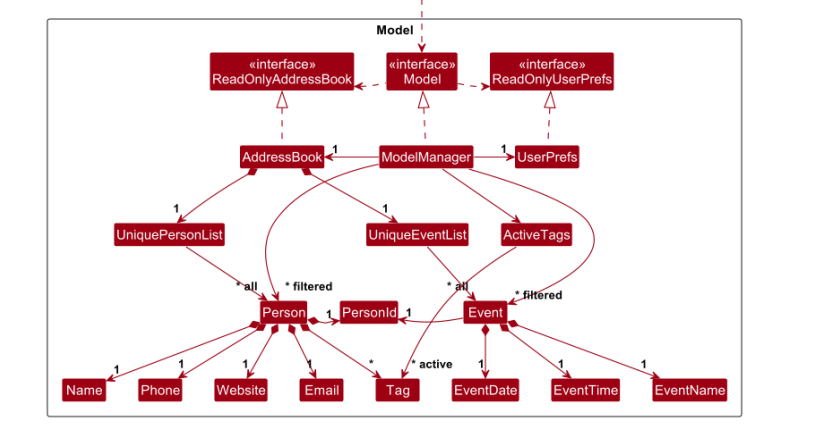 Model
«interface»
ReadOnlyAddressBook
«interface»
Model
«interface»
ReadOnlyUserPrefs
AddressBook
1
ModelManager
1
UserPrefs
1
1
UniquePersonList
UniqueEventList
ActiveTags
* all
* filtered
* all
* filtered
Person
1
PersonId
1
Event
1
1
1
1
*
* active
1
1
1
Name
Phone
Website
Email
Tag
EventDate
EventTime
EventName